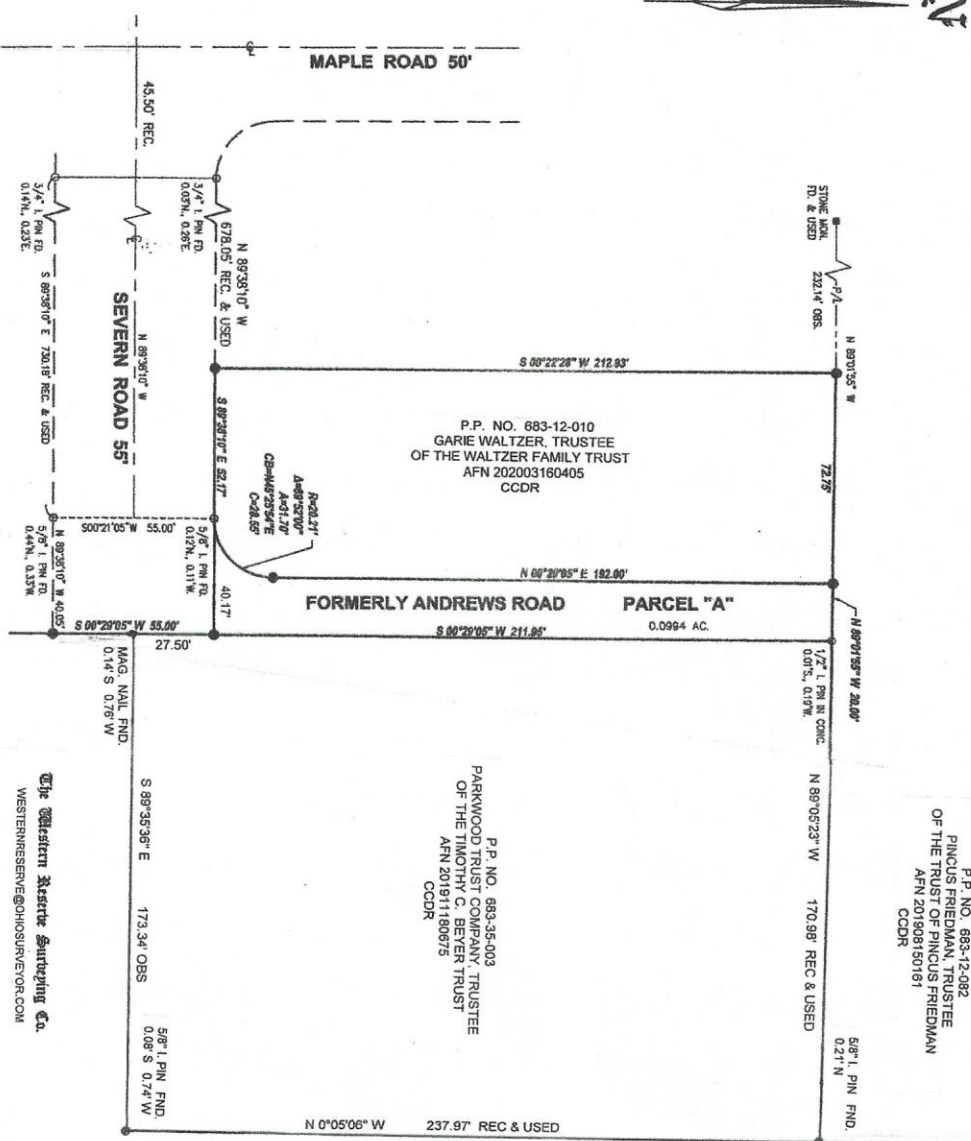 N
MAPLE ROAD 50'
℄
45.50' REC.
3/4" I. PIN FD.
0.03'N., 0.26'E.
N 89°38'10" W
678.05' REC. & USED
3/4" I. PIN FD.
0.14'N., 0.23'E.
S 89°38'10" E 730.18' REC. & USED
℄
N 89°38'10" W
SEVERN ROAD 55'
STONE MON.
FD. & USED
P/L
232.14' OBS.
N 89°01'55" W
72.75'
S 00°22'28" W 212.93'
P.P. NO. 683-12-010
GARIE WALTZER, TRUSTEE
OF THE WALTZER FAMILY TRUST
AFN 202003160405
CCDR
S 89°38'10" E 52.17'
R=20.21'
Δ=89°52'00"
A=31.70'
CB=N45°25'54"E
C=28.55'
N 00°29'05" E 192.00'
S00°21'05"W 55.00'
5/8" I. PIN FD.
0.12'N., 0.11'W.
40.17'
N 89°38'10" W 40.05'
5/8" I. PIN FD.
0.44'N., 0.33'W.
FORMERLY ANDREWS ROAD
PARCEL "A"
0.0994 AC.
N 89°01'55" W 20.00'
S 00°29'05" W 55.00'
27.50'
S 00°29'05" W 211.95'
1/2" I. PIN IN CONC.
0.01'S., 0.19'W.
MAG. NAIL FND.
0.14' S 0.76' W
P.P. NO. 683-12-082
PINCUS FRIEDMAN, TRUSTEE
OF THE TRUST OF PINCUS FRIEDMAN
AFN 201908150161
CCDR
N 89°05'23" W 170.98' REC & USED
5/8" I. PIN FND.
0.21' N
P.P. NO. 683-35-003
PARKWOOD TRUST COMPANY, TRUSTEE
OF THE TIMOTHY C. BEYER TRUST
AFN 201911180675
CCDR
S 89°35'36" E 173.34' OBS
5/8" I. PIN FND.
0.08' S 0.74' W
N 0°05'06" W 237.97' REC & USED
The Western Reserve Surveying Co.
WESTERNRESERVE@OHIOSURVEYOR.COM